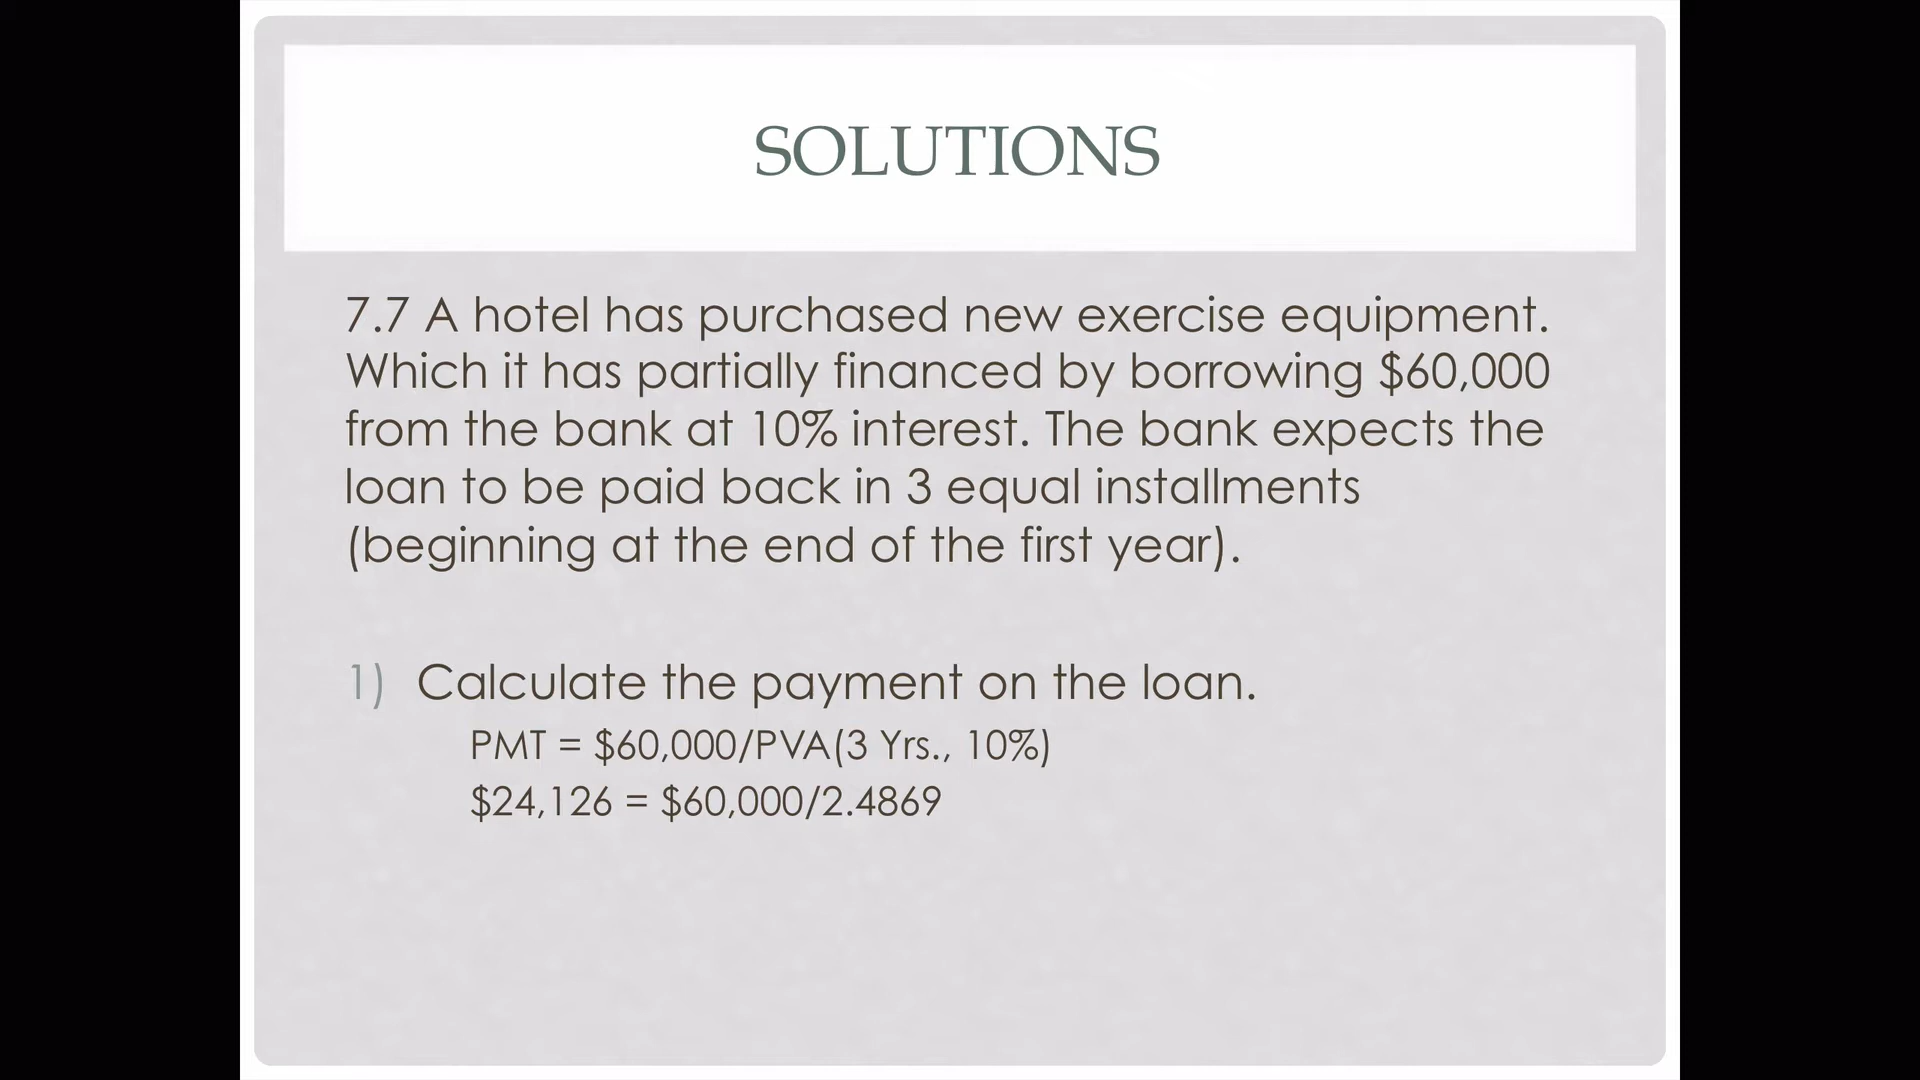 SOLUTIONS
7.7 A hotel has purchased new exercise equipment.
Which it has partially financed by borrowing $60,000
from the bank at 10% interest. The bank expects the
loan to be paid back in 3 equal installments
(beginning at the end of the first year).
1) Calculate the payment on the loan.
PMT = $60,000/PVA(3 Yrs., 10%)
$24,126 = $60,000/2.4869